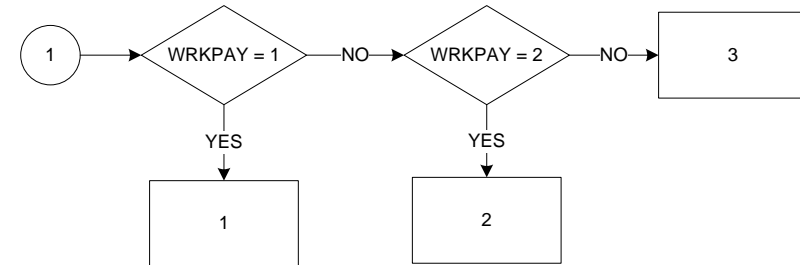 1
WRKPAY = 1
NO
WRKPAY = 2
NO
3
YES
YES
1
2